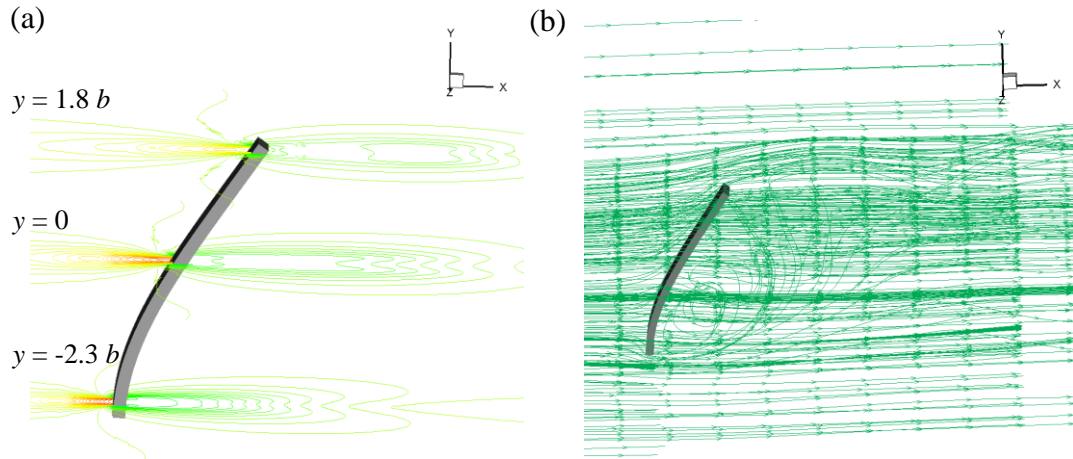 (a)
Y
Z
X
y = 1.8 b
y = 0
y = -2.3 b
(b)
Y
Z
X